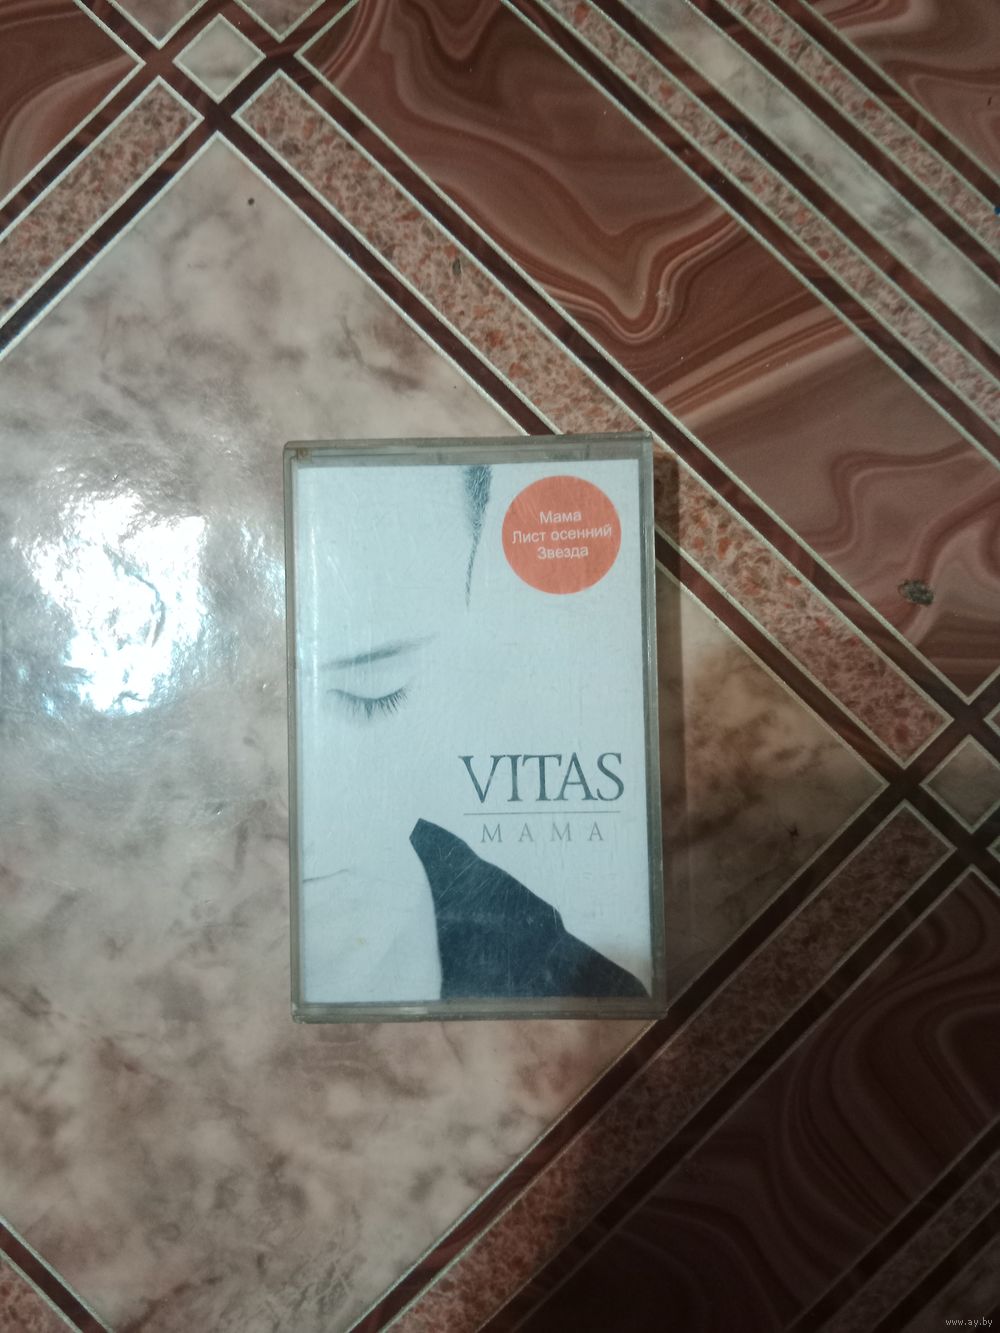 Мама
Лист осенний
Звезда
VITAS
МАМА
www.ay.by